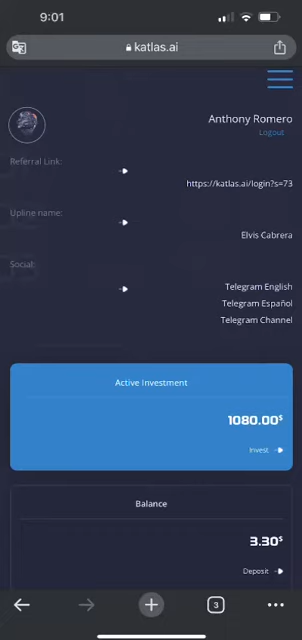 9:01
katlas.ai
Anthony Romero
Logout
Referral Link:
https://katlas.ai/login?s=73
Upline name:
Elvis Cabrera
Social:
Telegram English
Telegram Español
Telegram Channel
Active Investment
1080.00$
Invest
Balance
3.30$
Deposit
3